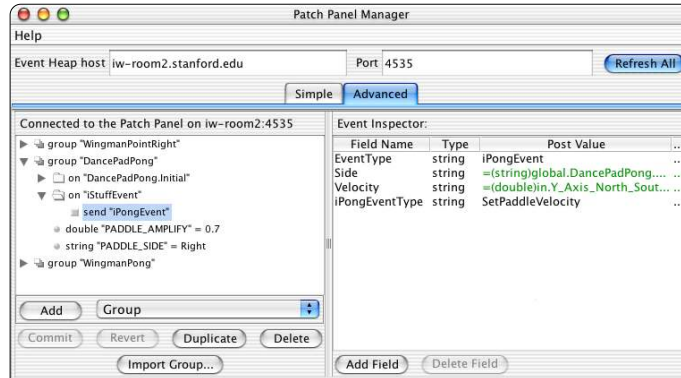 Patch Panel Manager
Help
Event Heap host iw-room2.stanford.edu Port 4535 Refresh All
Simple Advanced
Connected to the Patch Panel on iw-room2:4535
group "WingmanPointRight"
group "DancePadPong"
on "DancePadPong.Initial"
on "iStuffEvent"
send "iPongEvent"
double "PADDLE_AMPLIFY" = 0.7
string "PADDLE_SIDE" = Right
group "WingmanPong"
Add Group
Commit Revert Duplicate Delete
Import Group...
Event Inspector:
Field Name Type Post Value ..
EventType string iPongEvent ..
Side string =(string)global.DancePadPong.... ..
Velocity string =(double)in.Y_Axis_North_Sout... ..
iPongEventType string SetPaddleVelocity ..
Add Field Delete Field